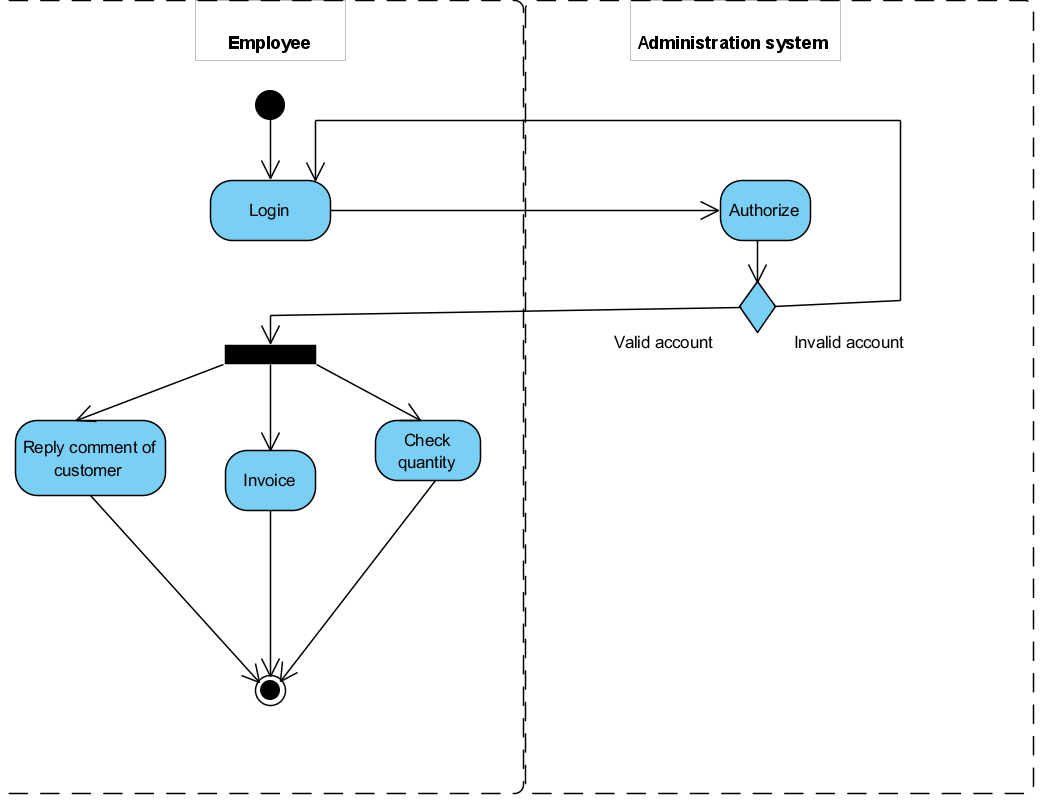 Employee
Administration system
Login
Authorize
Valid account
Invalid account
Reply comment of
customer
Invoice
Check
quantity